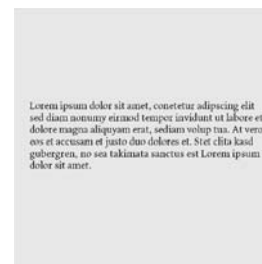 Lorem ipsum dolor sit amet, conetetur adipscing elit
sed diam nonumy eirmod tempor invidunt ut labore et
dolore magna aliquyam erat, sediam volup tua. At vero
eos et accusam et justo duo dolores et. Stet clita kasd
gubergren, no sea takimata sanctus est Lorem ipsum
dolor sit amet.